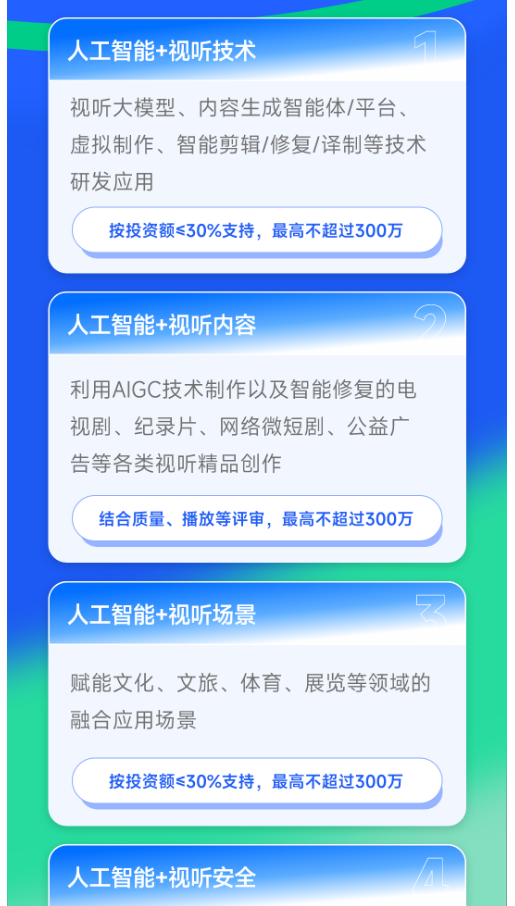 人工智能+视听技术
1
视听大模型、内容生成智能体/平台、
虚拟制作、智能剪辑/修复/译制等技术
研发应用
按投资额≤30%支持，最高不超过300万
人工智能+视听内容
2
利用AIGC技术制作以及智能修复的电
视剧、纪录片、网络微短剧、公益广
告等各类视听精品创作
结合质量、播放等评审，最高不超过300万
人工智能+视听场景
3
赋能文化、文旅、体育、展览等领域的
融合应用场景
按投资额≤30%支持，最高不超过300万
人工智能+视听安全
4